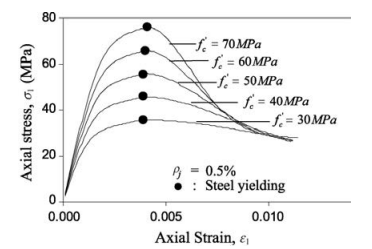 80
60
40
20
0
Axial stress, σ₁ (MPa)
f'c = 70MPa
f'c = 60MPa
f'c = 50MPa
f'c = 40MPa
f'c = 30MPa
ρj = 0.5%
● : Steel yielding
0.000 0.005 0.010
Axial Strain, ε₁